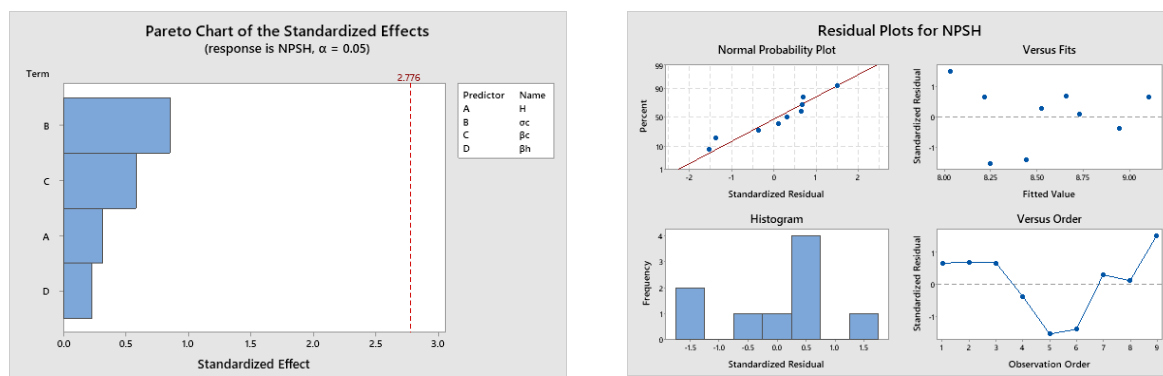 Pareto Chart of the Standardized Effects
(response is NPSH, α = 0.05)
Term
2.776
B
C
A
D
0.0 0.5 1.0 1.5 2.0 2.5 3.0
Standardized Effect
Predictor Name
A H
B σc
C βc
D βh
Residual Plots for NPSH
Normal Probability Plot
99
90
50
10
1
Percent
-2 -1 0 1 2
Standardized Residual
Versus Fits
1
0
-1
Standardized Residual
8.00 8.25 8.50 8.75 9.00
Fitted Value
Histogram
4
3
2
1
0
Frequency
-1.5 -1.0 -0.5 0.0 0.5 1.0 1.5
Standardized Residual
Versus Order
1
0
-1
Standardized Residual
1 2 3 4 5 6 7 8 9
Observation Order